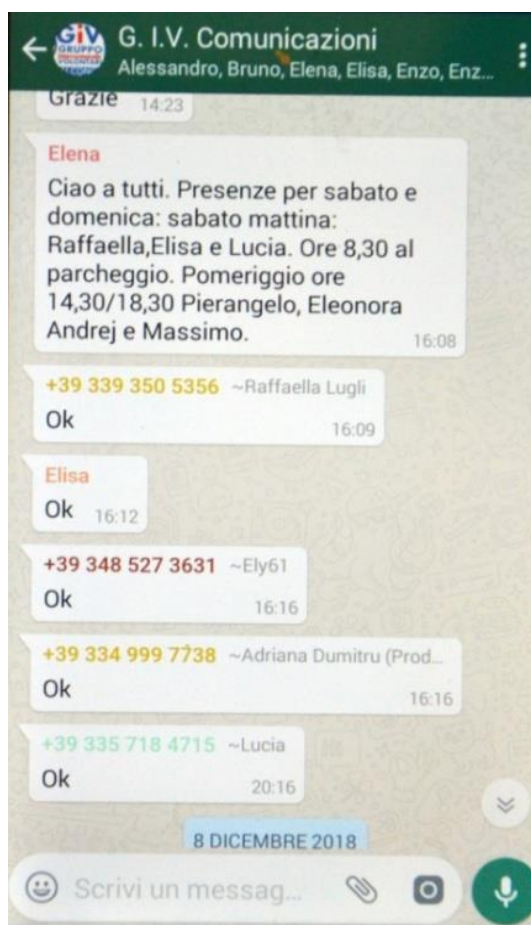 GIV
GRUPPO
G. I.V. Comunicazioni
Alessandro, Bruno, Elena, Elisa, Enzo, Enz...
Grazie 14:23
Elena
Ciao a tutti. Presenze per sabato e
domenica: sabato mattina:
Raffaella,Elisa e Lucia. Ore 8,30 al
parcheggio. Pomeriggio ore
14,30/18,30 Pierangelo, Eleonora
Andrej e Massimo.
16:08
+39 339 350 5356 ~Raffaella Lugli
Ok 16:09
Elisa
Ok 16:12
+39 348 527 3631 ~Ely61
Ok 16:16
+39 334 999 7738 ~Adriana Dumitru (Prod...
Ok 16:16
+39 335 718 4715 ~Lucia
Ok 20:16
8 DICEMBRE 2018
Scrivi un messag...